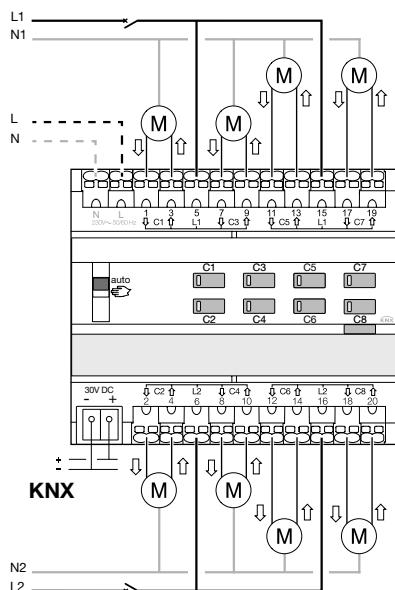 L1
N1
M M
M M
L
N
N L 1 3 5 7 9 11 13 15 17 19
230V~ 50/60 Hz C1 L1 C3 C5 L1 C7
auto
C1 C3 C5 C7
C2 C4 C6 C8
KNX
30V DC
- +
C2 L2 C4 C6 L2 C8
2 4 6 8 10 12 14 16 18 20
+
-
KNX
M M
M M
N2
L2